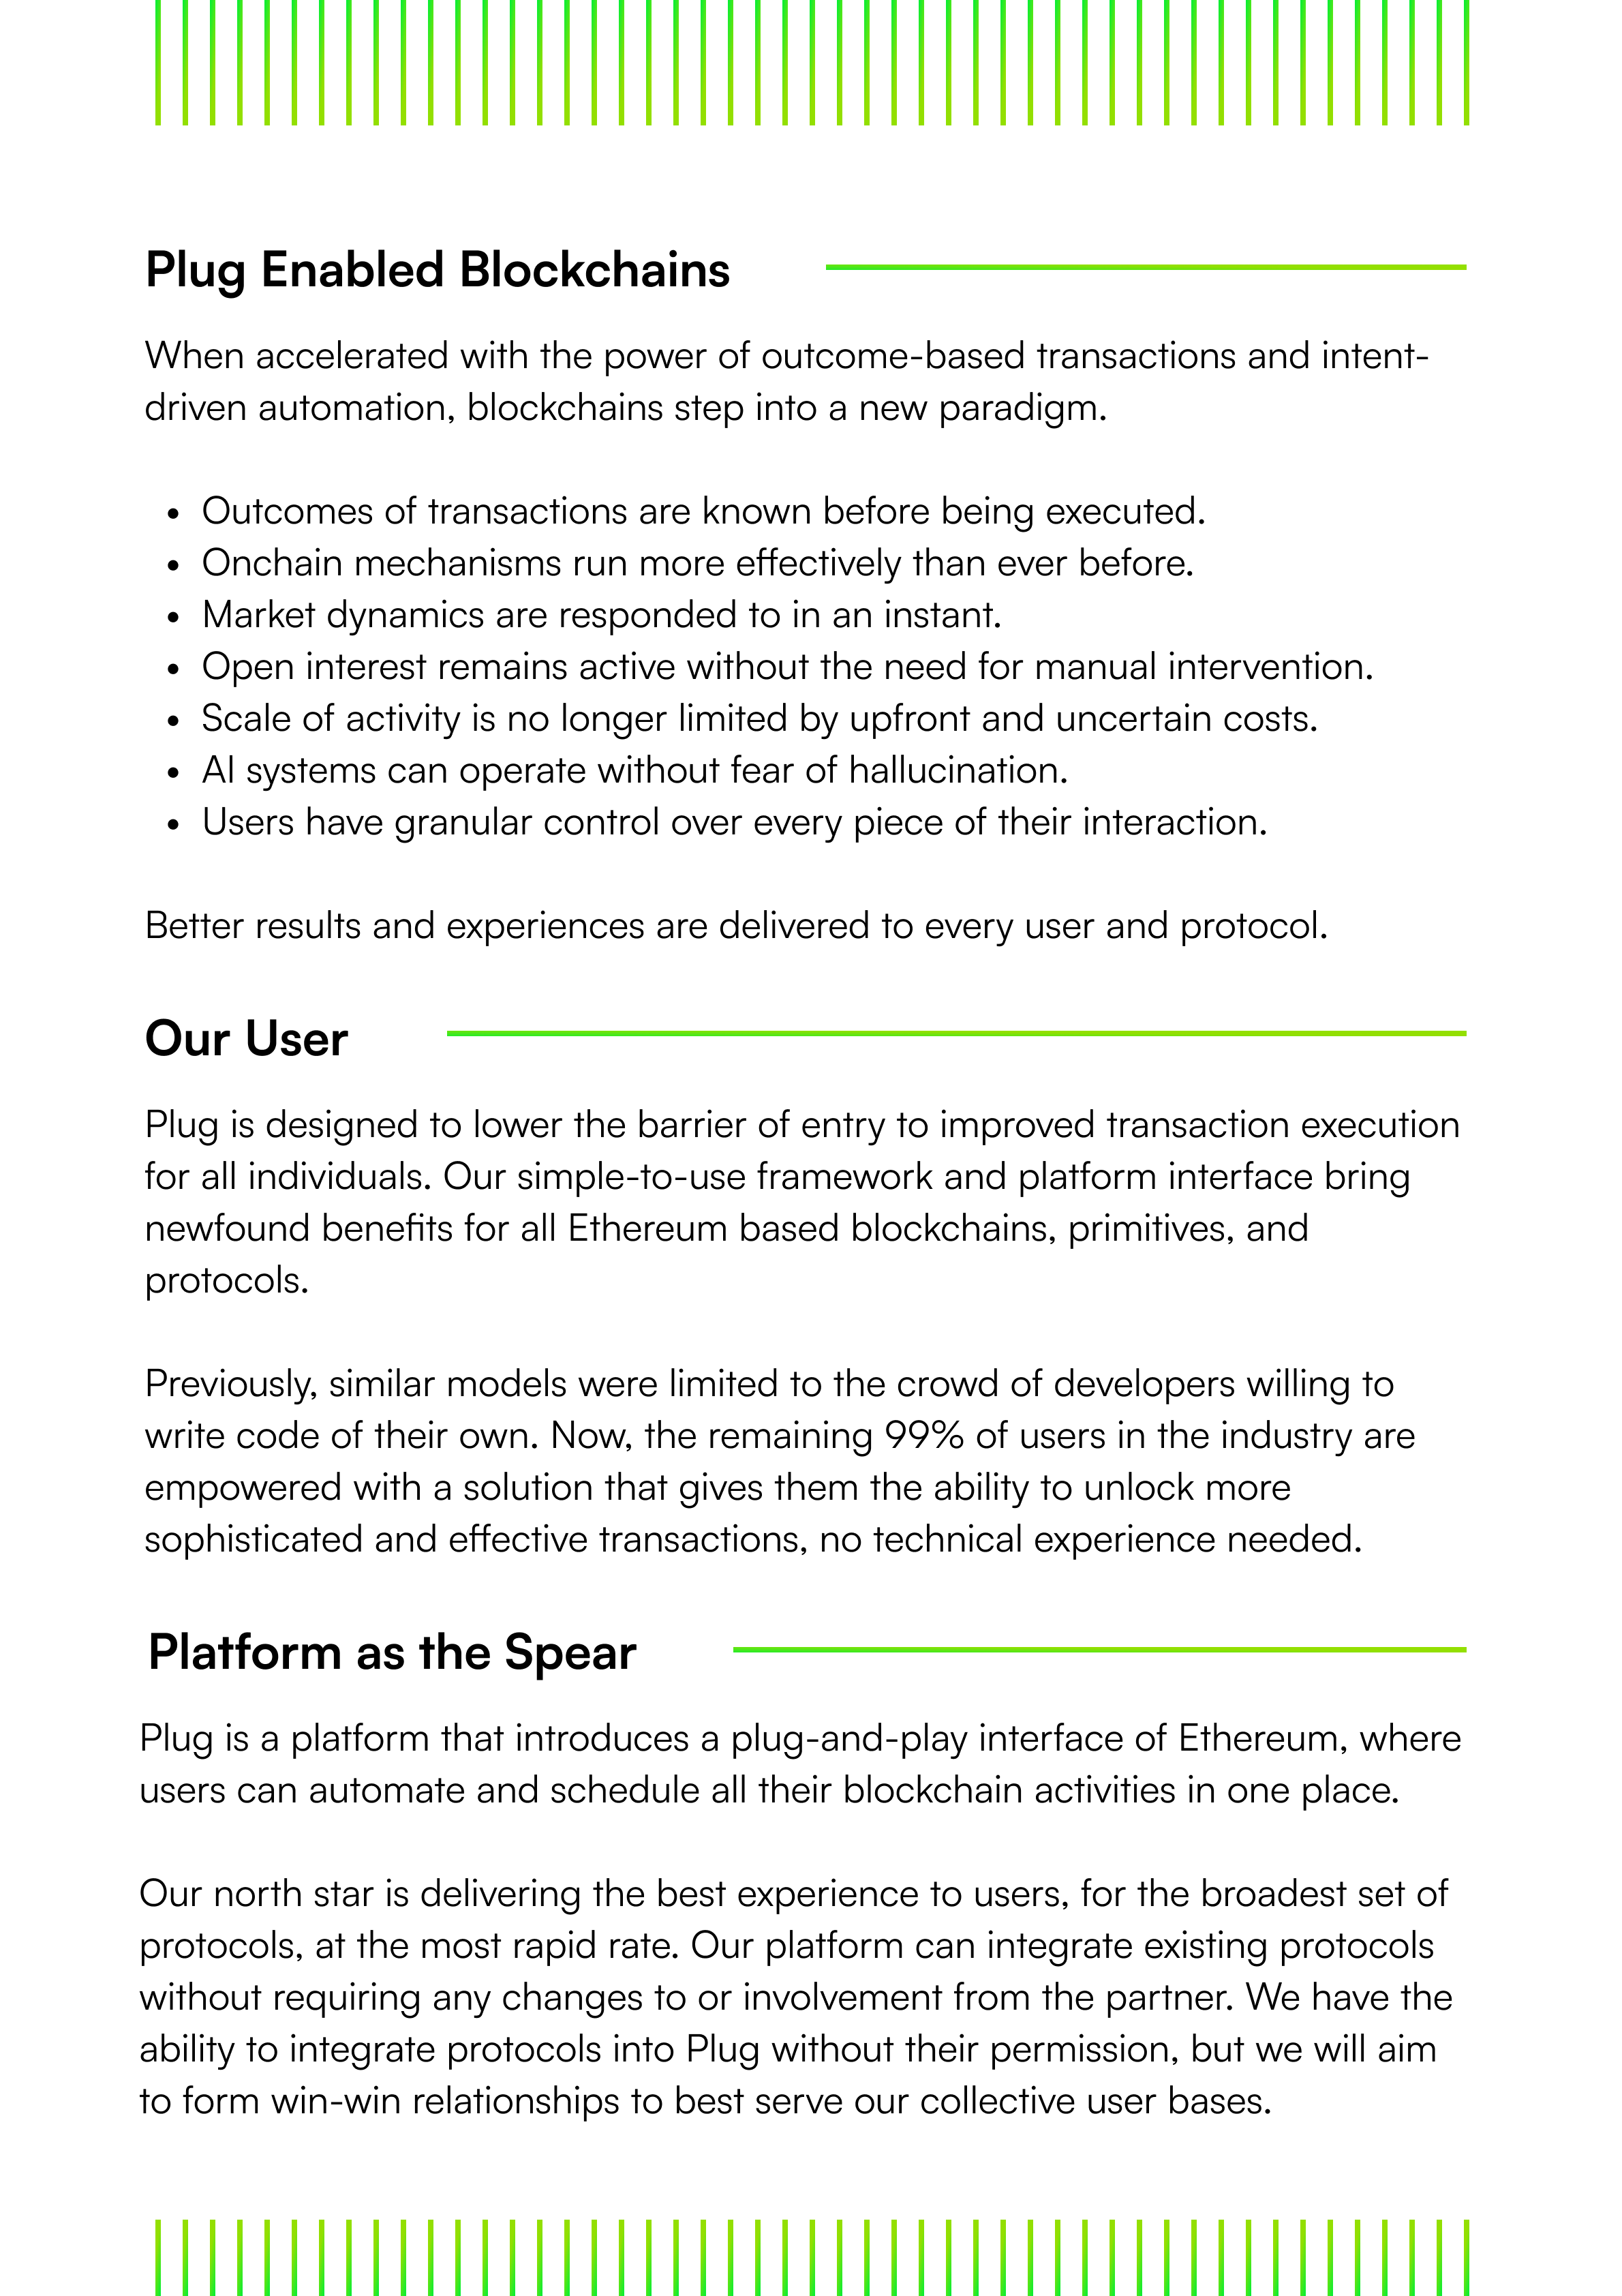 Plug Enabled Blockchains
When accelerated with the power of outcome-based transactions and intent-
driven automation, blockchains step into a new paradigm.
• Outcomes of transactions are known before being executed.
• Onchain mechanisms run more effectively than ever before.
• Market dynamics are responded to in an instant.
• Open interest remains active without the need for manual intervention.
• Scale of activity is no longer limited by upfront and uncertain costs.
• AI systems can operate without fear of hallucination.
• Users have granular control over every piece of their interaction.
Better results and experiences are delivered to every user and protocol.
Our User
Plug is designed to lower the barrier of entry to improved transaction execution
for all individuals. Our simple-to-use framework and platform interface bring
newfound benefits for all Ethereum based blockchains, primitives, and
protocols.
Previously, similar models were limited to the crowd of developers willing to
write code of their own. Now, the remaining 99% of users in the industry are
empowered with a solution that gives them the ability to unlock more
sophisticated and effective transactions, no technical experience needed.
Platform as the Spear
Plug is a platform that introduces a plug-and-play interface of Ethereum, where
users can automate and schedule all their blockchain activities in one place.
Our north star is delivering the best experience to users, for the broadest set of
protocols, at the most rapid rate. Our platform can integrate existing protocols
without requiring any changes to or involvement from the partner. We have the
ability to integrate protocols into Plug without their permission, but we will aim
to form win-win relationships to best serve our collective user bases.